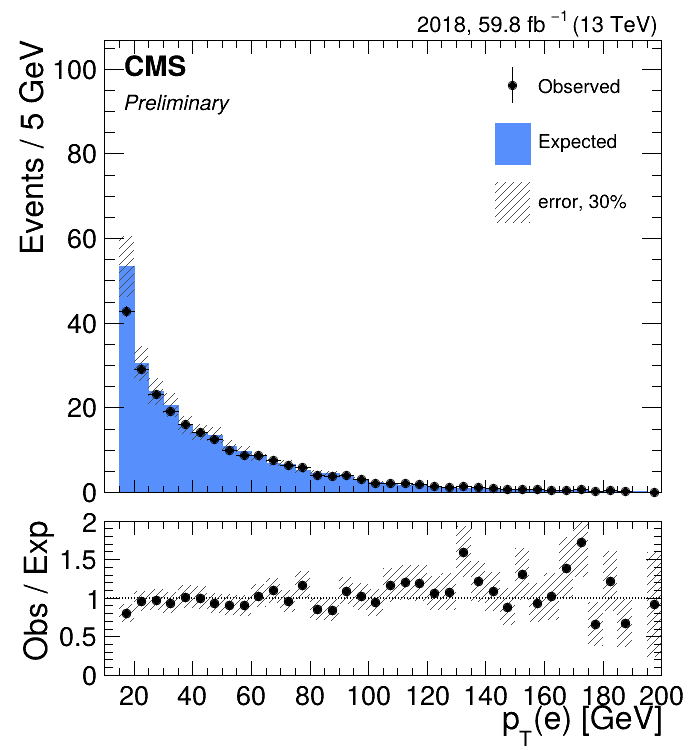 2018, 59.8 fb⁻¹ (13 TeV)
CMS
Preliminary
Observed
Expected
error, 30%
Events / 5 GeV
100
80
60
40
20
0
Obs / Exp
2
1.5
1
0.5
0
20 40 60 80 100 120 140 160 180 200
p_T(e) [GeV]